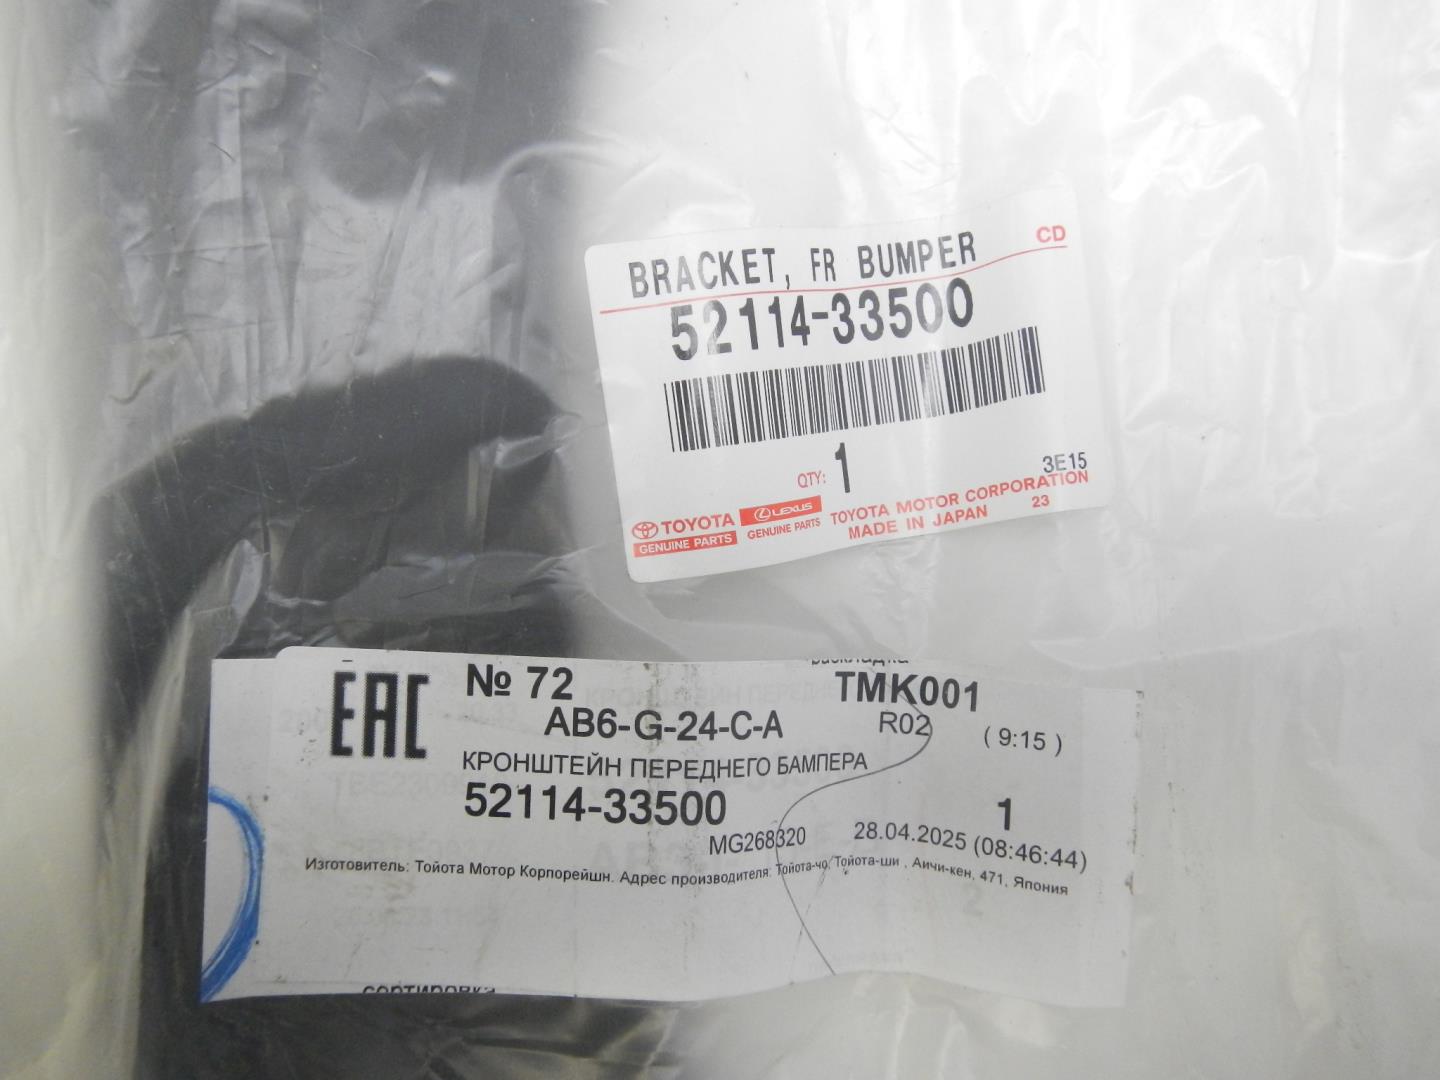 BRACKET, FR BUMPER
CD
52114-33500
QTY: 1
3E15
TOYOTA
GENUINE PARTS
LEXUS
GENUINE PARTS
TOYOTA MOTOR CORPORATION
MADE IN JAPAN 23
раскладка
EAC
№ 72
TMK001
AB6-G-24-C-A
R02
( 9:15 )
КРОНШТЕЙН ПЕРЕДНЕГО БАМПЕРА
52114-33500
1
MG268320
28.04.2025 (08:46:44)
Изготовитель: Тойота Мотор Корпорейшн. Адрес производителя: Тойота-чо, Тойота-ши , Аичи-кен, 471, Япония
2
сортировка